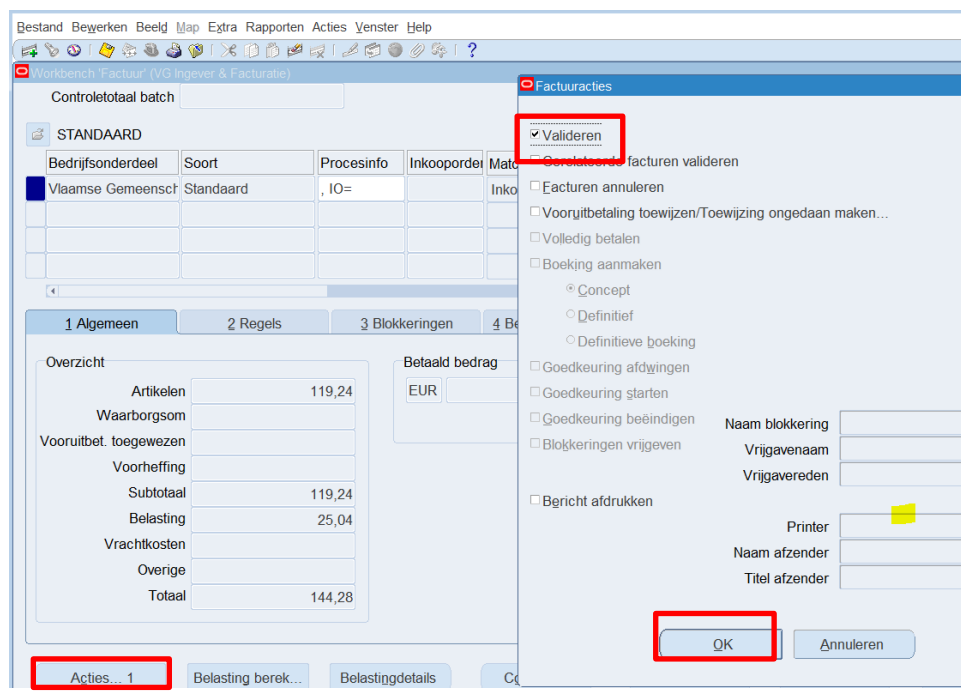 Bestand Bewerken Beeld Map Extra Rapporten Acties Venster Help
Workbench 'Factuur' (VG Ingever & Facturatie)
Controletotaal batch
STANDAARD
Bedrijfsonderdeel Soort Procesinfo Inkooporder Matc
Vlaamse Gemeensch Standaard , IO= Inko
1 Algemeen 2 Regels 3 Blokkeringen 4 Be
Overzicht Betaald bedrag
Artikelen 119,24 EUR
Waarborgsom
Vooruitbet. toegewezen
Voorheffing
Subtotaal 119,24
Belasting 25,04
Vrachtkosten
Overige
Totaal 144,28
Acties... 1 Belasting berek... Belastingdetails
Factuuracties
Valideren
Gerelateerde facturen valideren
Facturen annuleren
Vooruitbetaling toewijzen/Toewijzing ongedaan maken...
Volledig betalen
Boeking aanmaken
Concept
Definitief
Definitieve boeking
Goedkeuring afdwingen
Goedkeuring starten
Goedkeuring beëindigen
Blokkeringen vrijgeven
Naam blokkering
Vrijgavenaam
Vrijgavereden
Bericht afdrukken
Printer
Naam afzender
Titel afzender
OK Annuleren